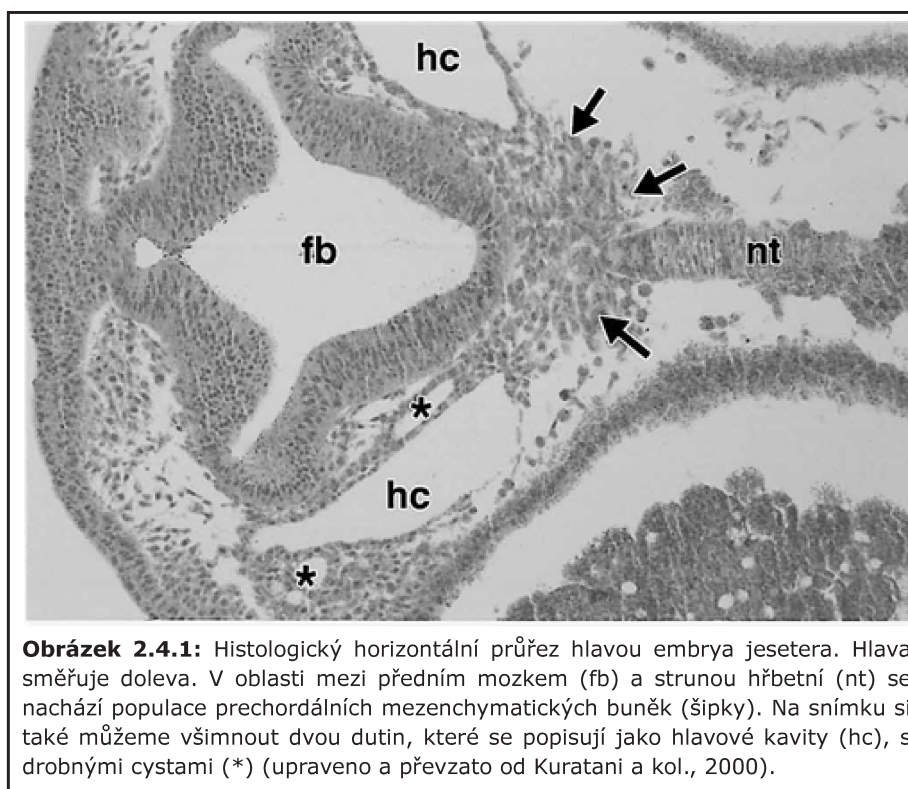 hc
fb
nt
*
hc
*
Obrázek 2.4.1: Histologický horizontální průřez hlavou embrya jesetera. Hlava
směřuje doleva. V oblasti mezi předním mozkem (fb) a strunou hřbetní (nt) se
nachází populace prechordálních mezenchymatických buněk (šipky). Na snímku si
také můžeme všimnout dvou dutin, které se popisují jako hlavové kavity (hc), s
drobnými cystami (*) (upraveno a převzato od Kuratani a kol., 2000).